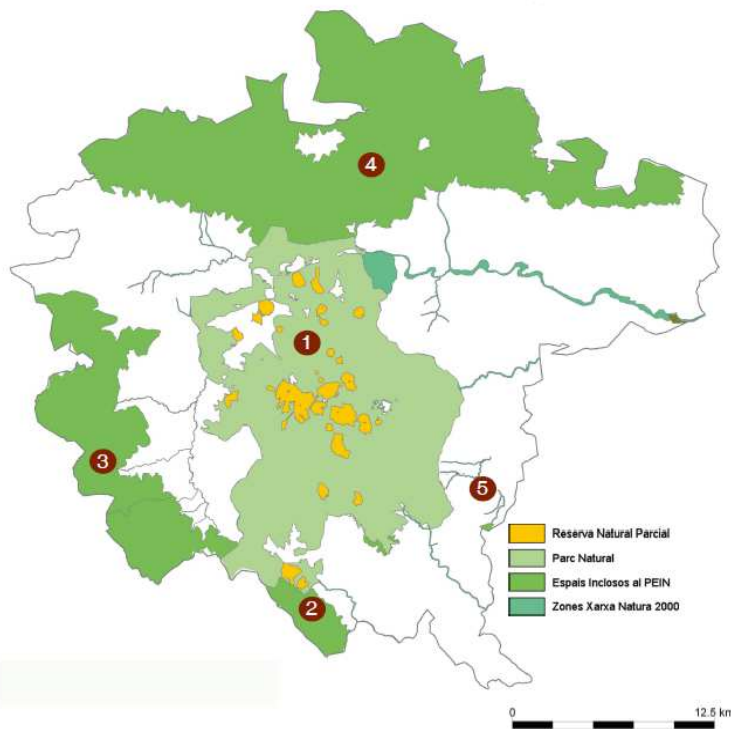 4
1
3
5
2
Reserva Natural Parcial
Parc Natural
Espais Inclosos al PEIN
Zones Xarxa Natura 2000
0 12.5 km